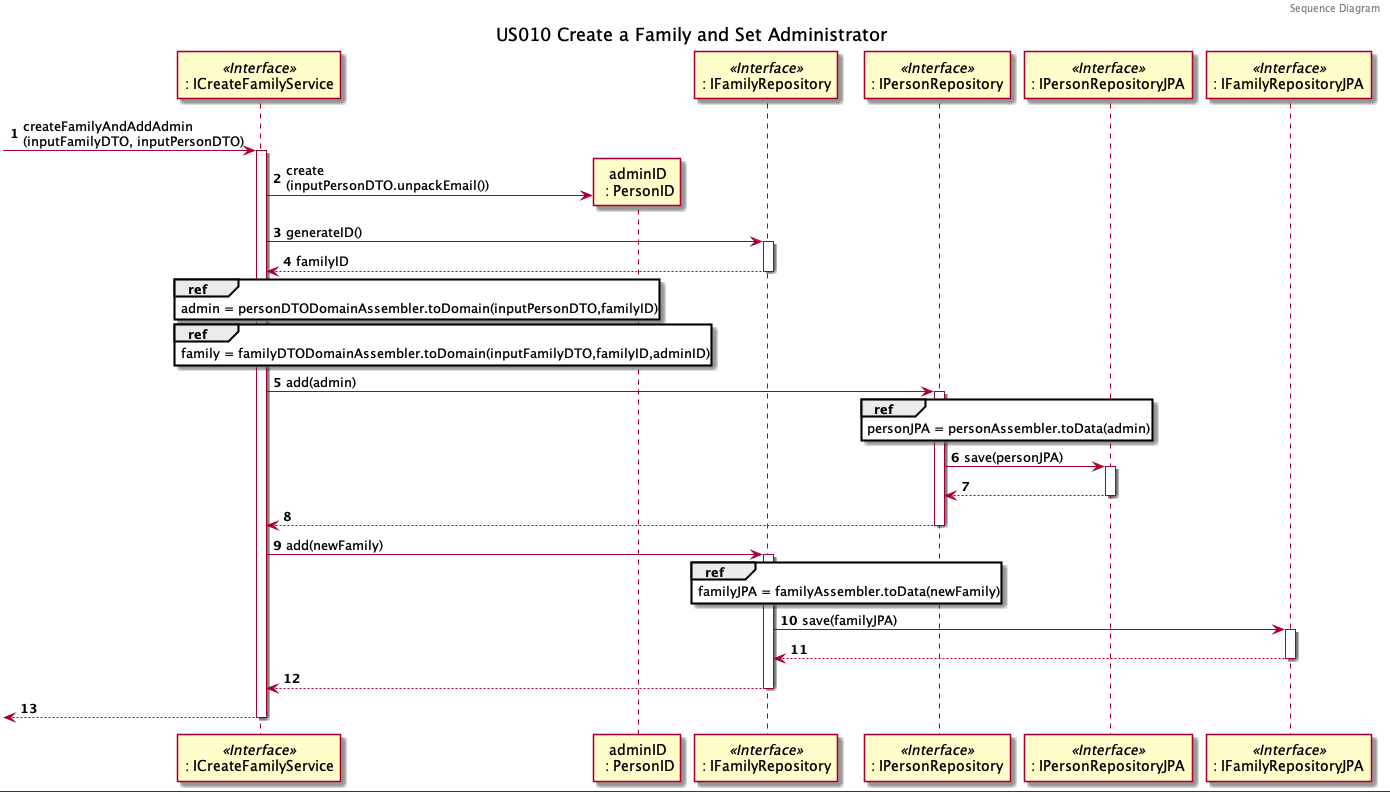 Sequence Diagram
US010 Create a Family and Set Administrator
«Interface»
: ICreateFamilyService
«Interface»
: IFamilyRepository
«Interface»
: IPersonRepository
«Interface»
: IPersonRepositoryJPA
«Interface»
: IFamilyRepositoryJPA
1 createFamilyAndAddAdmin
(inputFamilyDTO, inputPersonDTO)
2 create
(inputPersonDTO.unpackEmail())
adminID
: PersonID
3 generateID()
4 familyID
ref
admin = personDTODomainAssembler.toDomain(inputPersonDTO,familyID)
ref
family = familyDTODomainAssembler.toDomain(inputFamilyDTO,familyID,adminID)
5 add(admin)
ref
personJPA = personAssembler.toData(admin)
6 save(personJPA)
7
8
9 add(newFamily)
ref
familyJPA = familyAssembler.toData(newFamily)
10 save(familyJPA)
11
12
13
«Interface»
: ICreateFamilyService
adminID
: PersonID
«Interface»
: IFamilyRepository
«Interface»
: IPersonRepository
«Interface»
: IPersonRepositoryJPA
«Interface»
: IFamilyRepositoryJPA